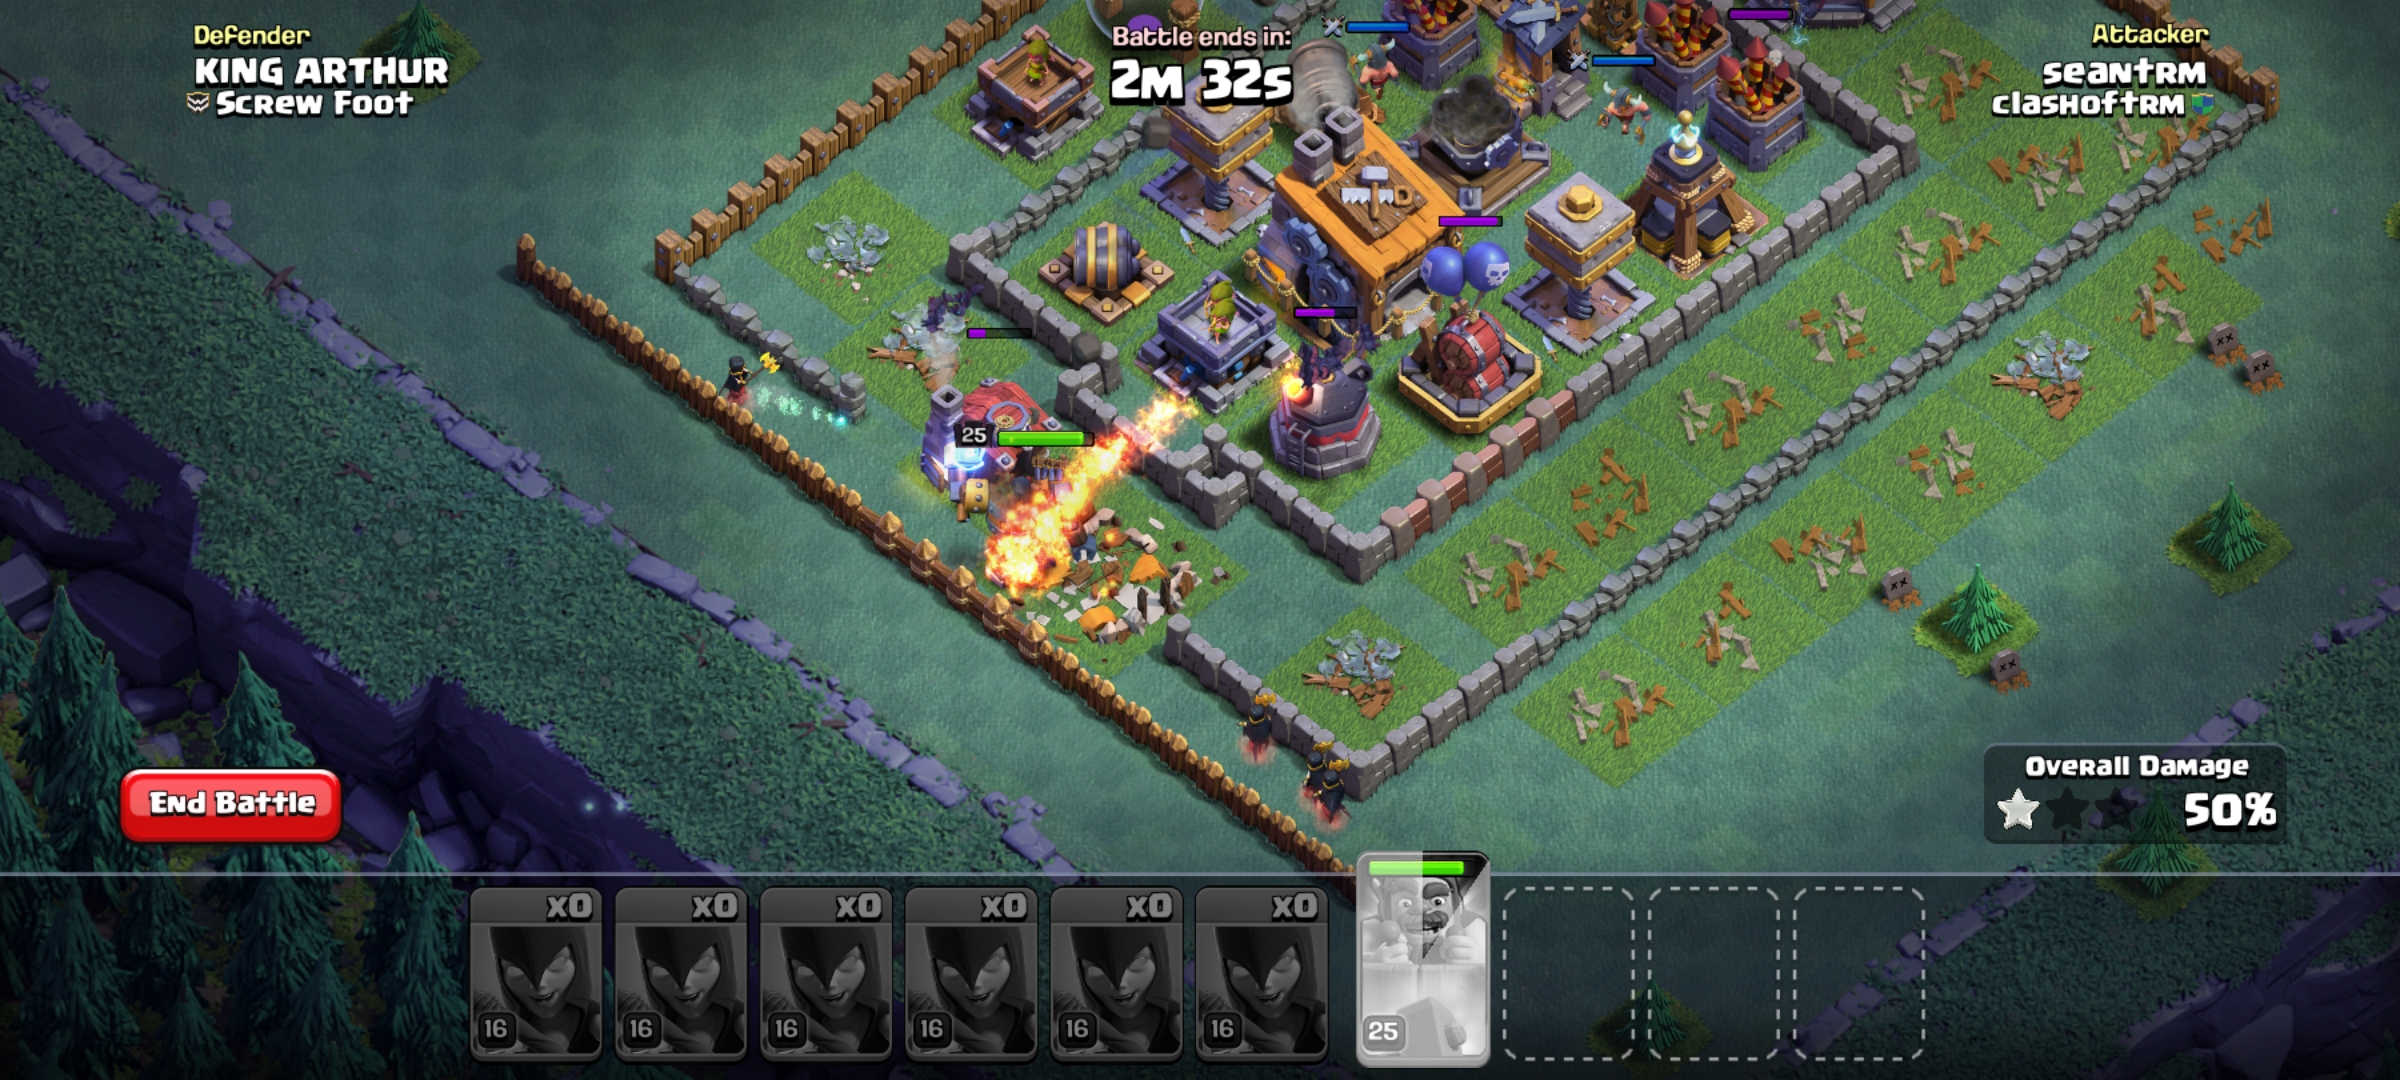 Defender
KING ARTHUR
Screw Foot
Battle ends in:
2M 32s
Attacker
seantRM
clashoftRM
25
End Battle
Overall Damage
50%
x0
x0
x0
x0
x0
x0
16
16
16
16
16
16
25